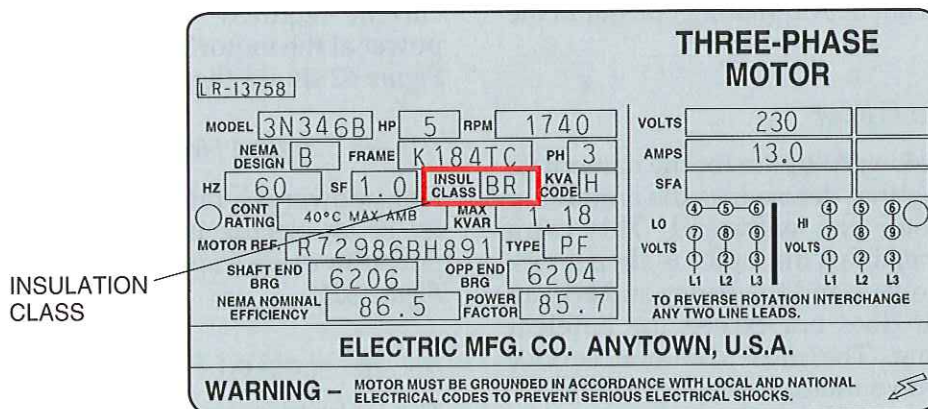 THREE-PHASE
MOTOR
LR-13758
MODEL 3N346B HP 5 RPM 1740
NEMA DESIGN B FRAME K184TC PH 3
HZ 60 SF 1.0 INSUL CLASS BR KVA CODE H
CONT RATING 40°C MAX AMB MAX KVAR 1.18
MOTOR REF. R72986BH891 TYPE PF
SHAFT END BRG 6206 OPP END BRG 6204
NEMA NOMINAL EFFICIENCY 86.5 POWER FACTOR 85.7
VOLTS 230
AMPS 13.0
SFA
LO VOLTS
4 5 6
7 8 9
1 2 3
L1 L2 L3
HI VOLTS
4 5 6
7 8 9
1 2 3
L1 L2 L3
TO REVERSE ROTATION INTERCHANGE
ANY TWO LINE LEADS.
ELECTRIC MFG. CO. ANYTOWN, U.S.A.
WARNING – MOTOR MUST BE GROUNDED IN ACCORDANCE WITH LOCAL AND NATIONAL
ELECTRICAL CODES TO PREVENT SERIOUS ELECTRICAL SHOCKS.
INSULATION
CLASS